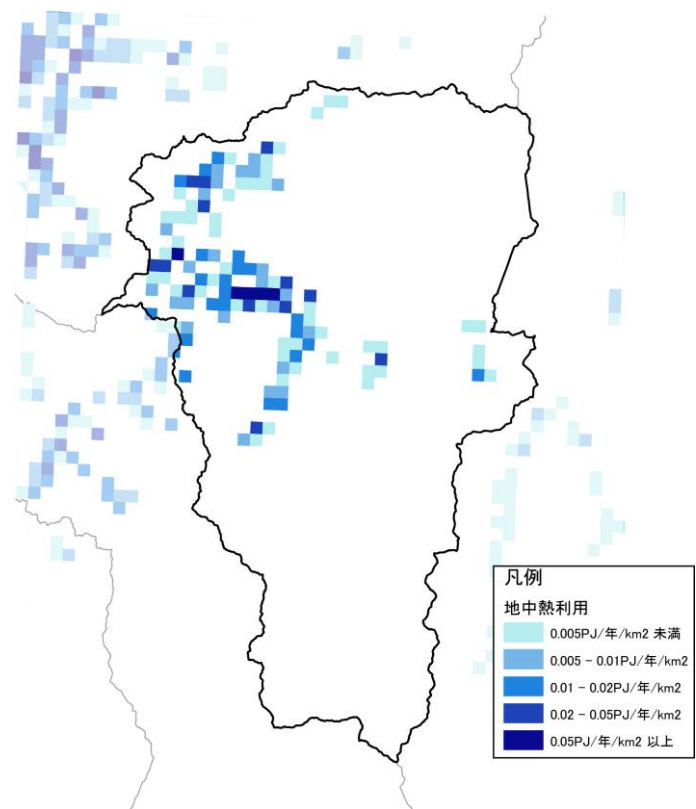 凡例
地中熱利用
0.005PJ/年/km2 未満
0.005 - 0.01PJ/年/km2
0.01 - 0.02PJ/年/km2
0.02 - 0.05PJ/年/km2
0.05PJ/年/km2 以上